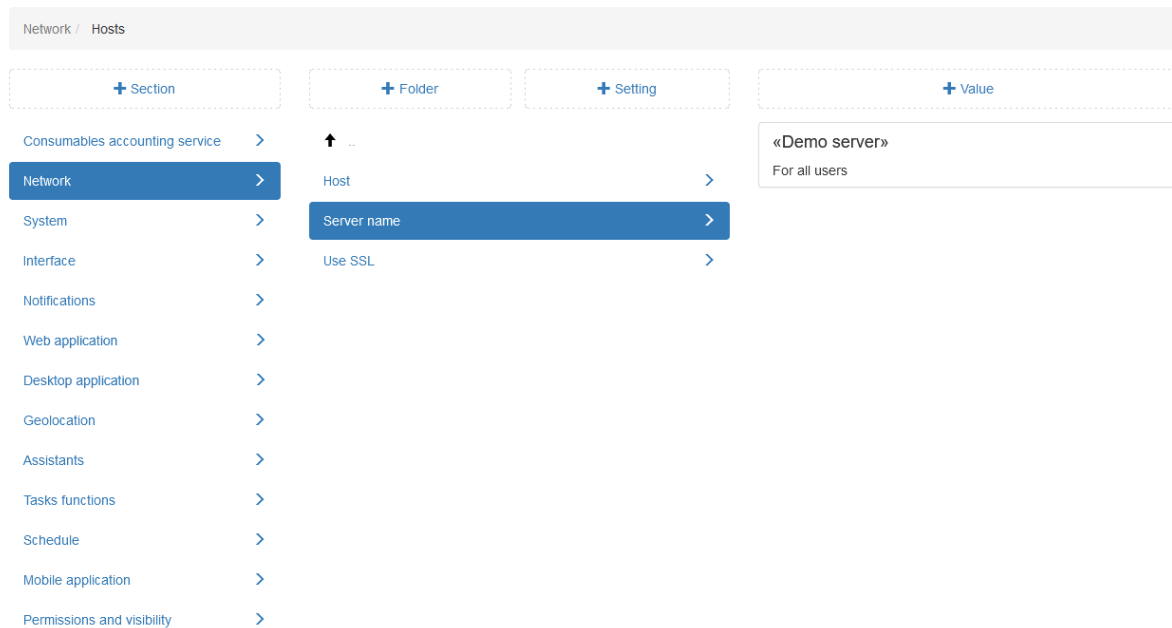 Network / Hosts
+ Section
+ Folder
+ Setting
+ Value
Consumables accounting service
Network
System
Interface
Notifications
Web application
Desktop application
Geolocation
Assistants
Tasks functions
Schedule
Mobile application
Permissions and visibility
..
Host
Server name
Use SSL
«Demo server»
For all users